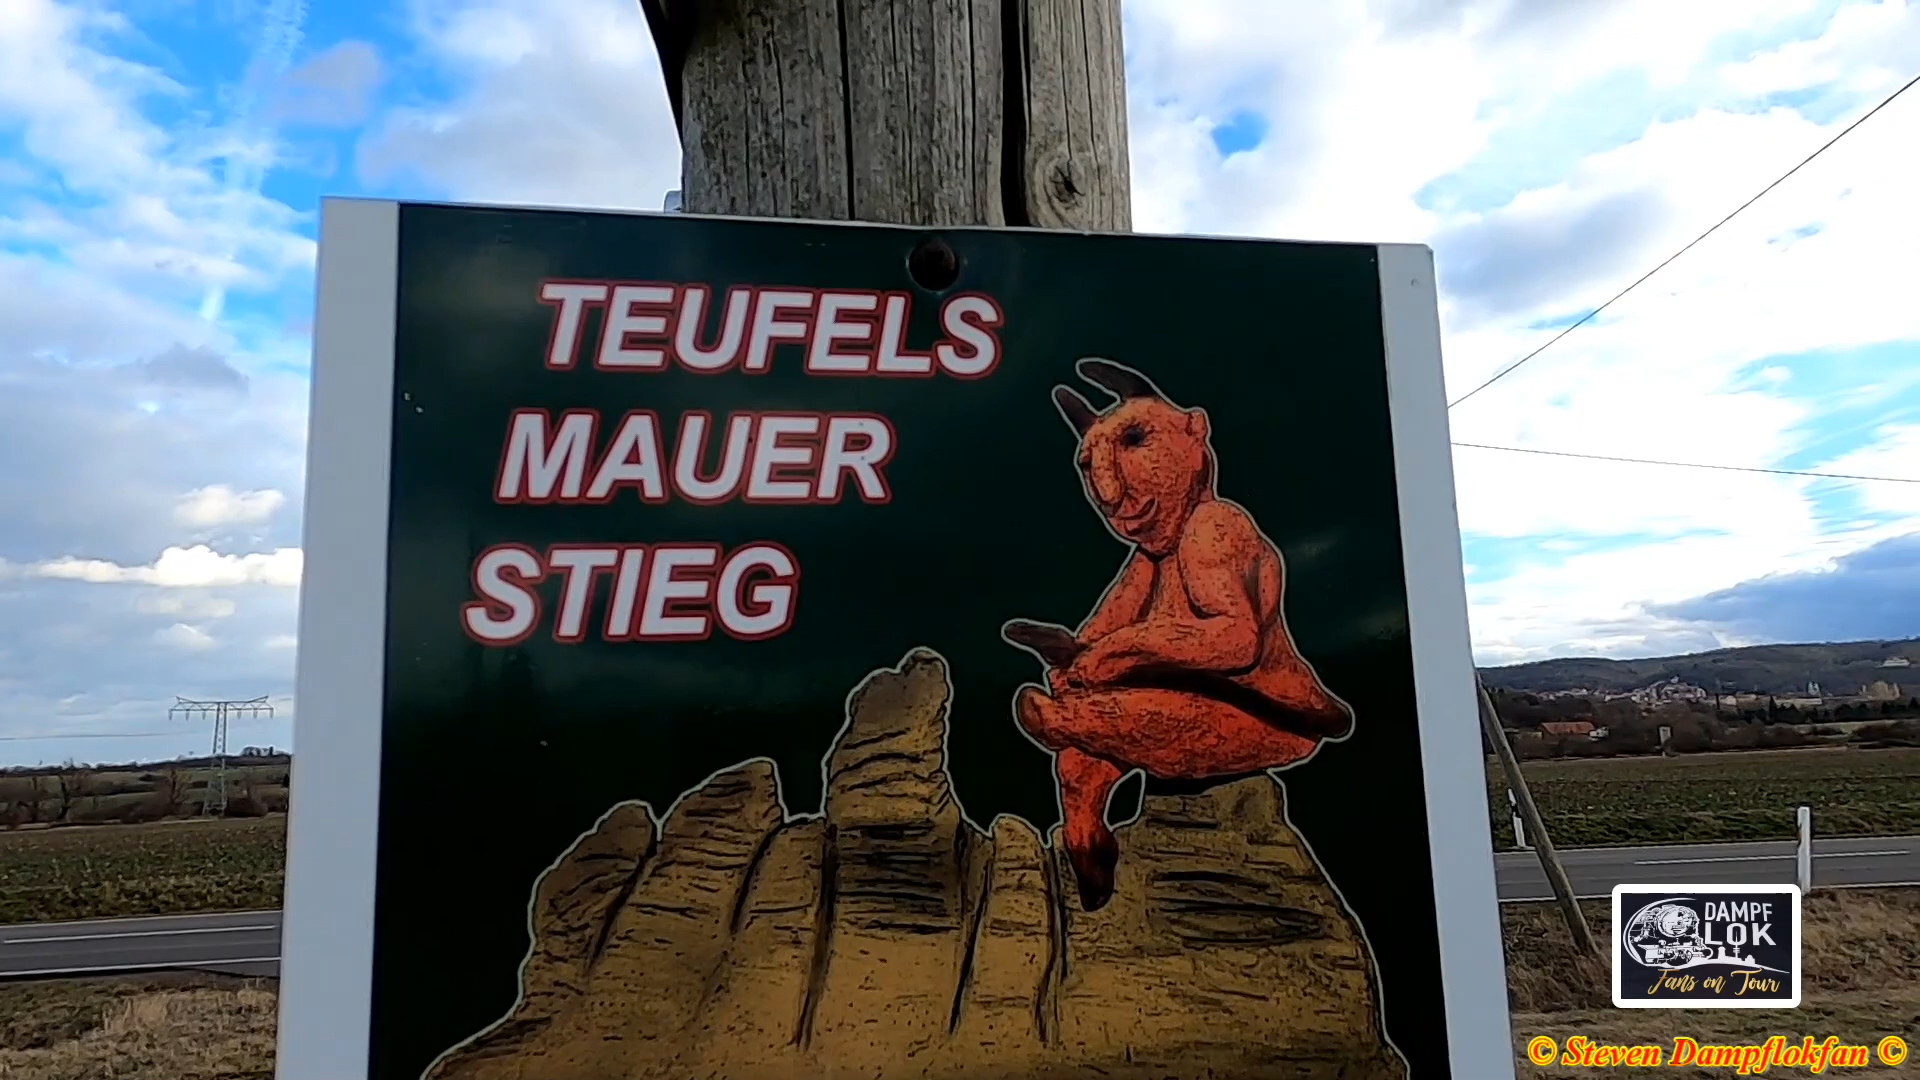 TEUFELS
MAUER
STIEG
DAMPF
LOK
Fans on Tour
© Steven Dampflokfan ©